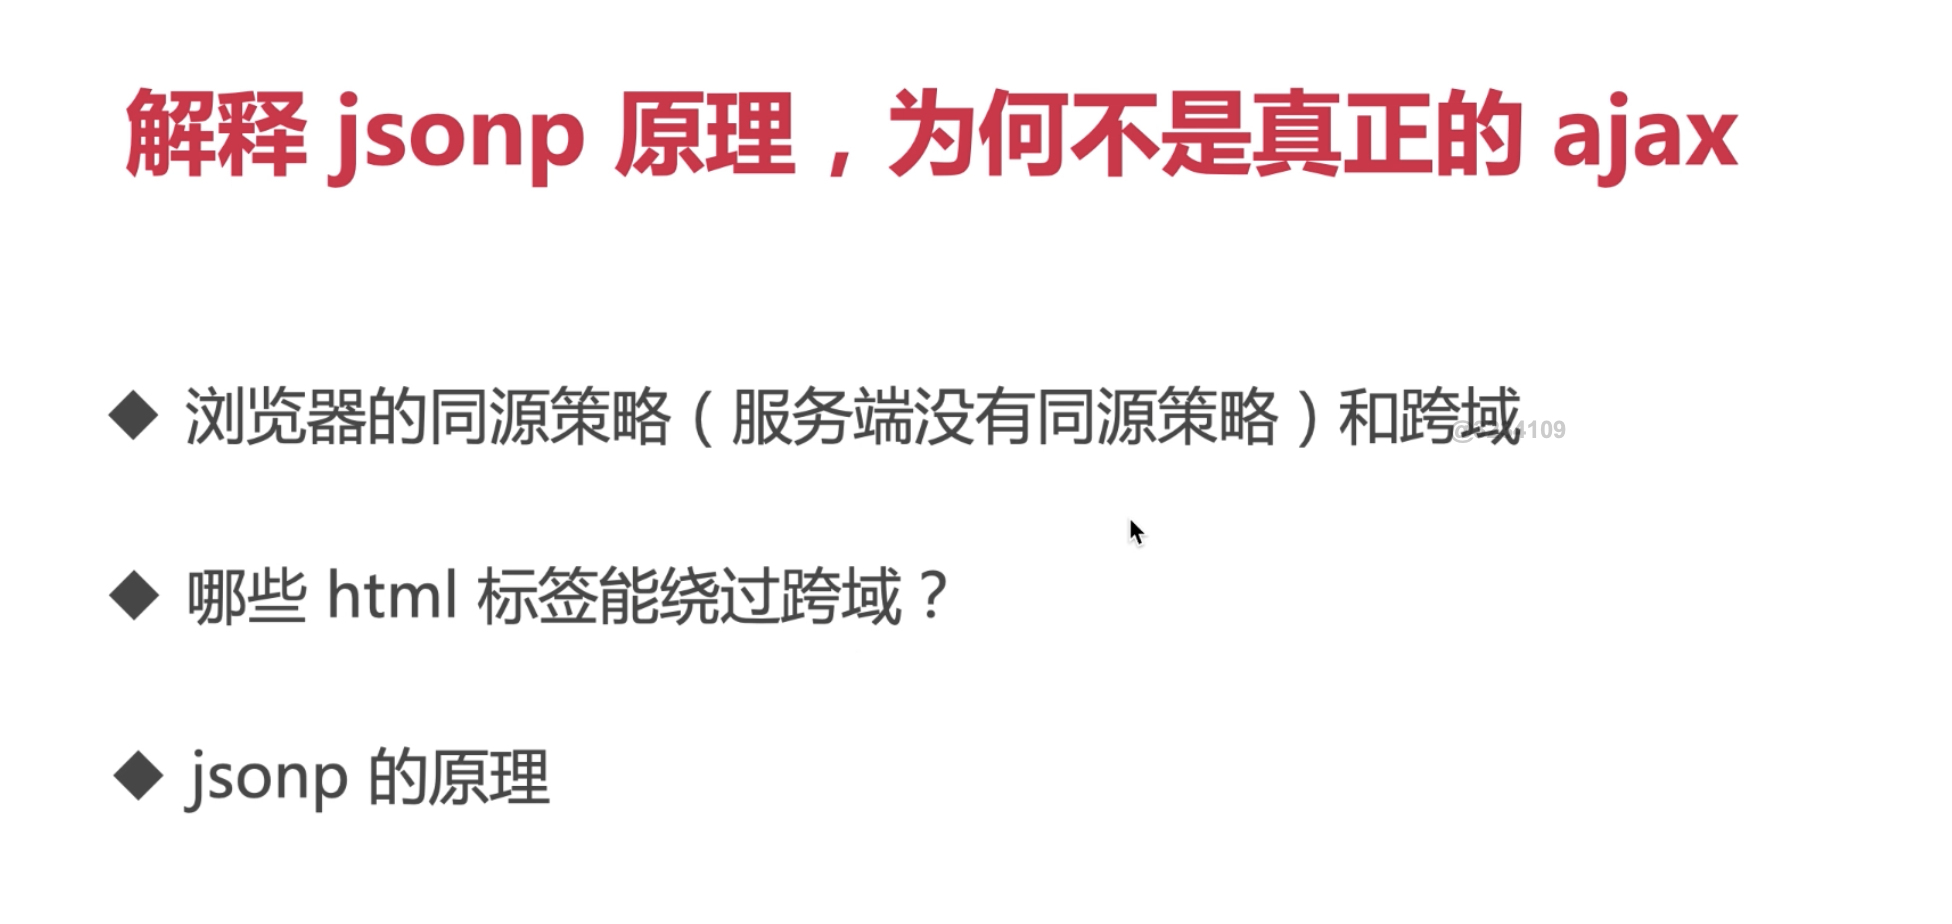 解释 jsonp 原理，为何不是真正的 ajax
◆ 浏览器的同源策略（服务端没有同源策略）和跨域
◆ 哪些 html 标签能绕过跨域？
◆ jsonp 的原理